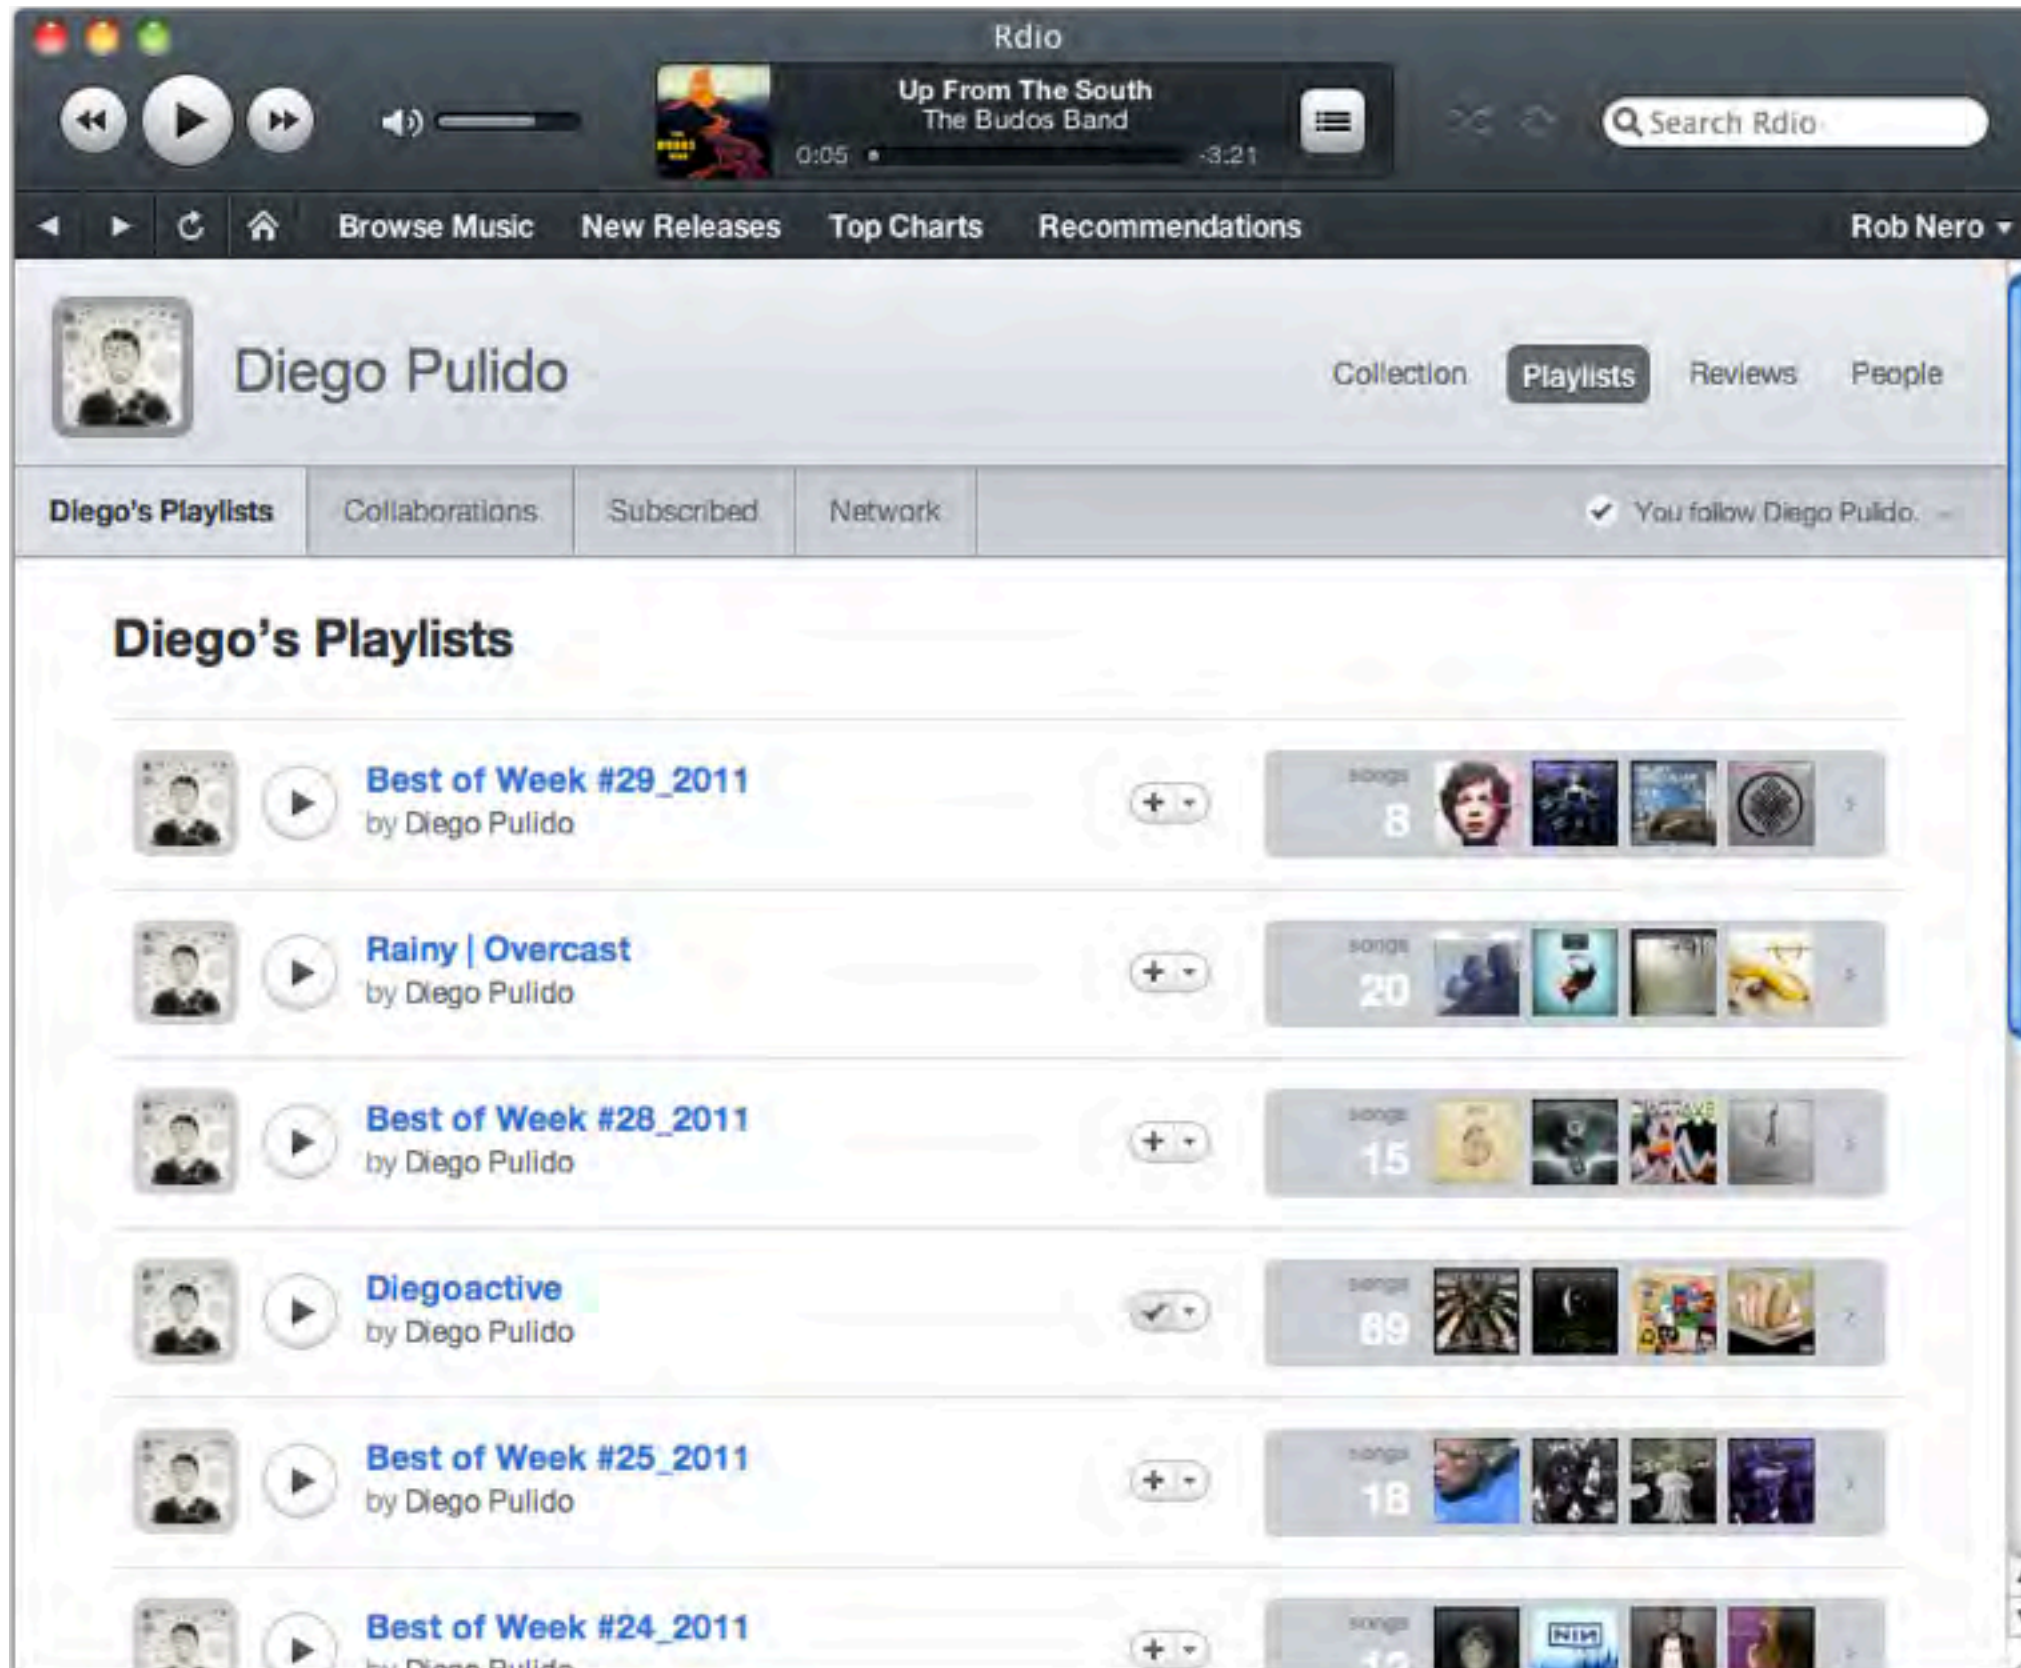 Rdio
Up From The South
The Budos Band
0:05
-3:21
Search Rdio
Browse Music
New Releases
Top Charts
Recommendations
Rob Nero
Diego Pulido
Collection
Playlists
Reviews
People
Diego's Playlists
Collaborations
Subscribed
Network
You follow Diego Pulido.
Diego's Playlists
Best of Week #29_2011
by Diego Pulido
songs
8
Rainy | Overcast
by Diego Pulido
songs
20
Best of Week #28_2011
by Diego Pulido
songs
15
Diegoactive
by Diego Pulido
songs
69
Best of Week #25_2011
by Diego Pulido
songs
18
Best of Week #24_2011
by Diego Pulido
songs
NIN